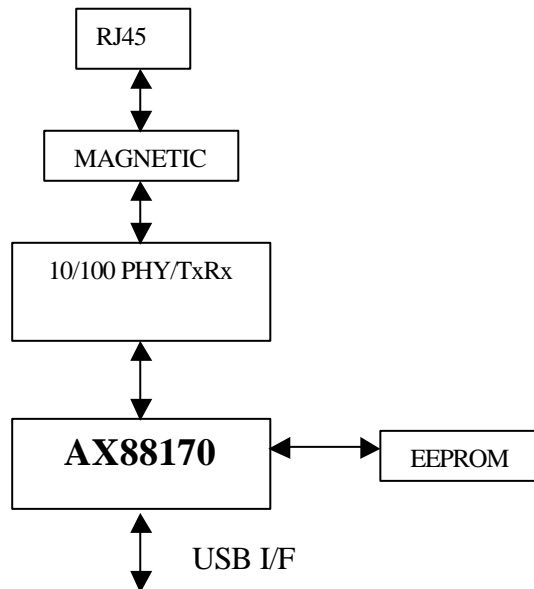 RJ45
MAGNETIC
10/100 PHY/TxRx
AX88170
EEPROM
USB I/F